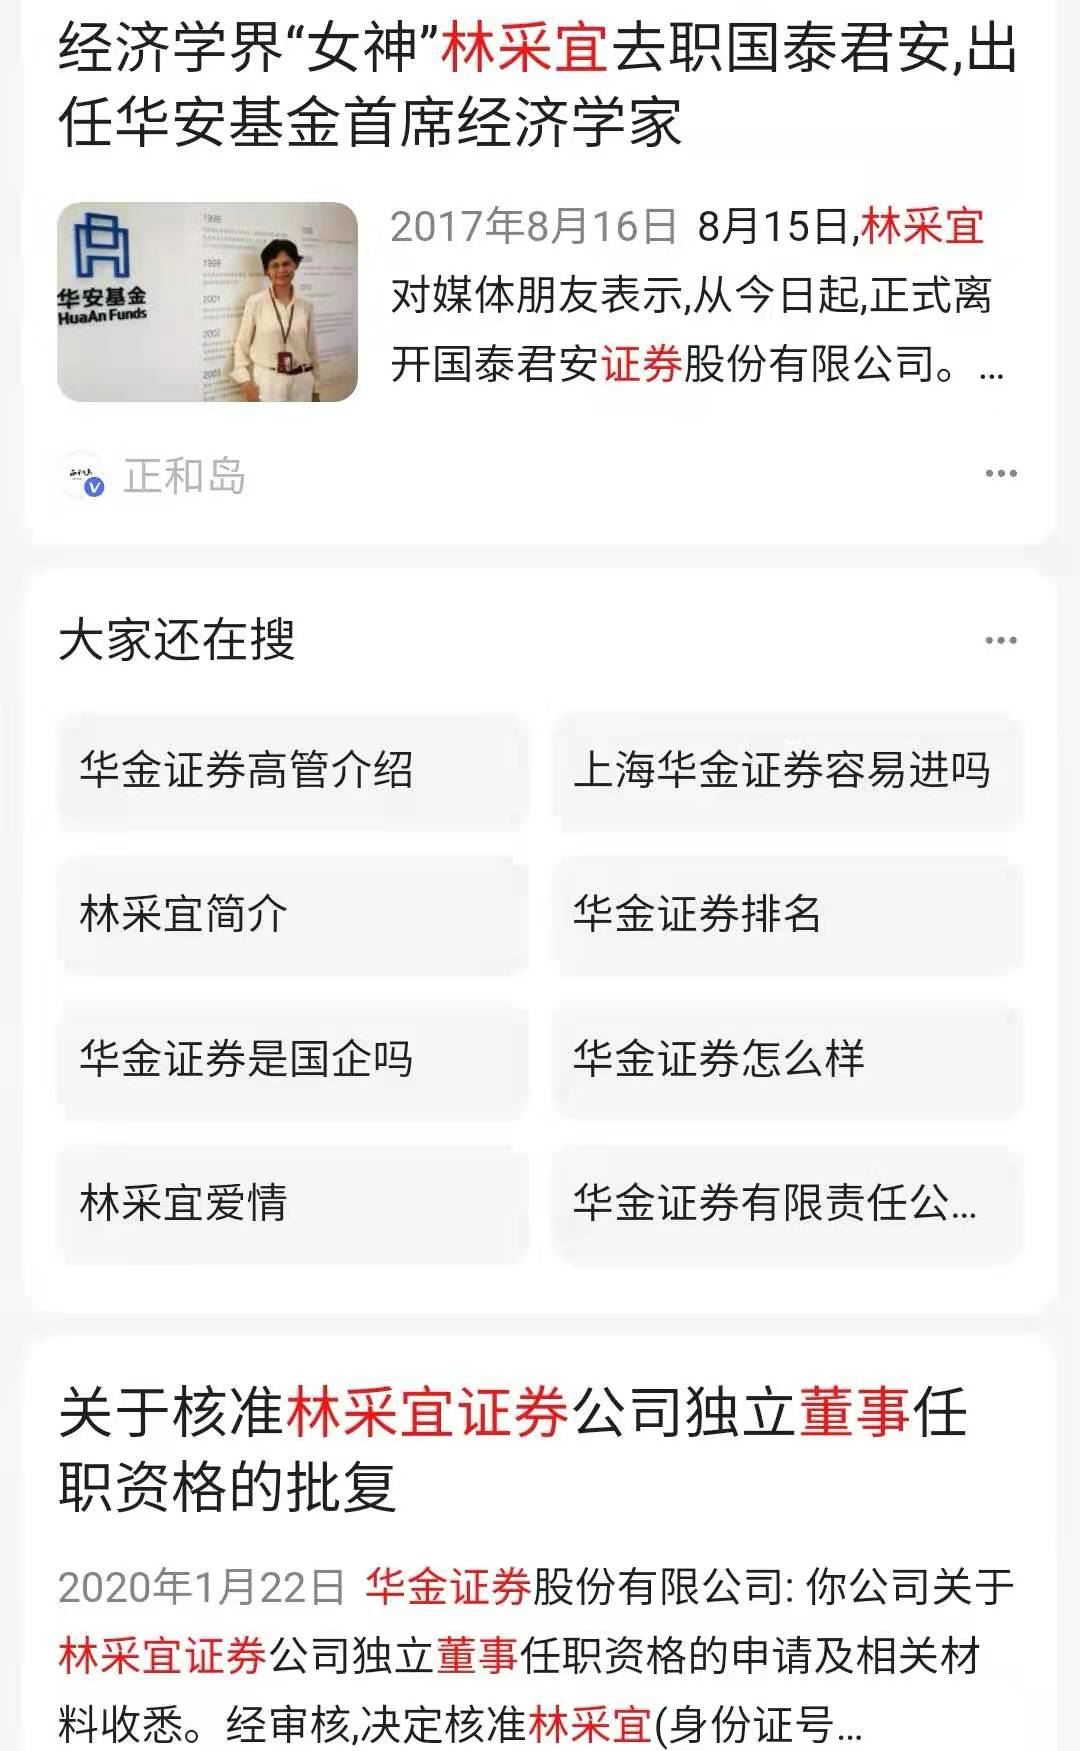 经济学界“女神”林采宜去职国泰君安,出
任华安基金首席经济学家
华安基金
HuaAn Funds
1998
1999
2001
2002
2003
2017年8月16日 8月15日,林采宜
对媒体朋友表示,从今日起,正式离
开国泰君安证券股份有限公司。...
正和岛
大家还在搜
华金证券高管介绍
上海华金证券容易进吗
林采宜简介
华金证券排名
华金证券是国企吗
华金证券怎么样
林采宜爱情
华金证券有限责任公...
关于核准林采宜证券公司独立董事任
职资格的批复
2020年1月22日 华金证券股份有限公司: 你公司关于
林采宜证券公司独立董事任职资格的申请及相关材
料收悉。经审核,决定核准林采宜(身份证号...